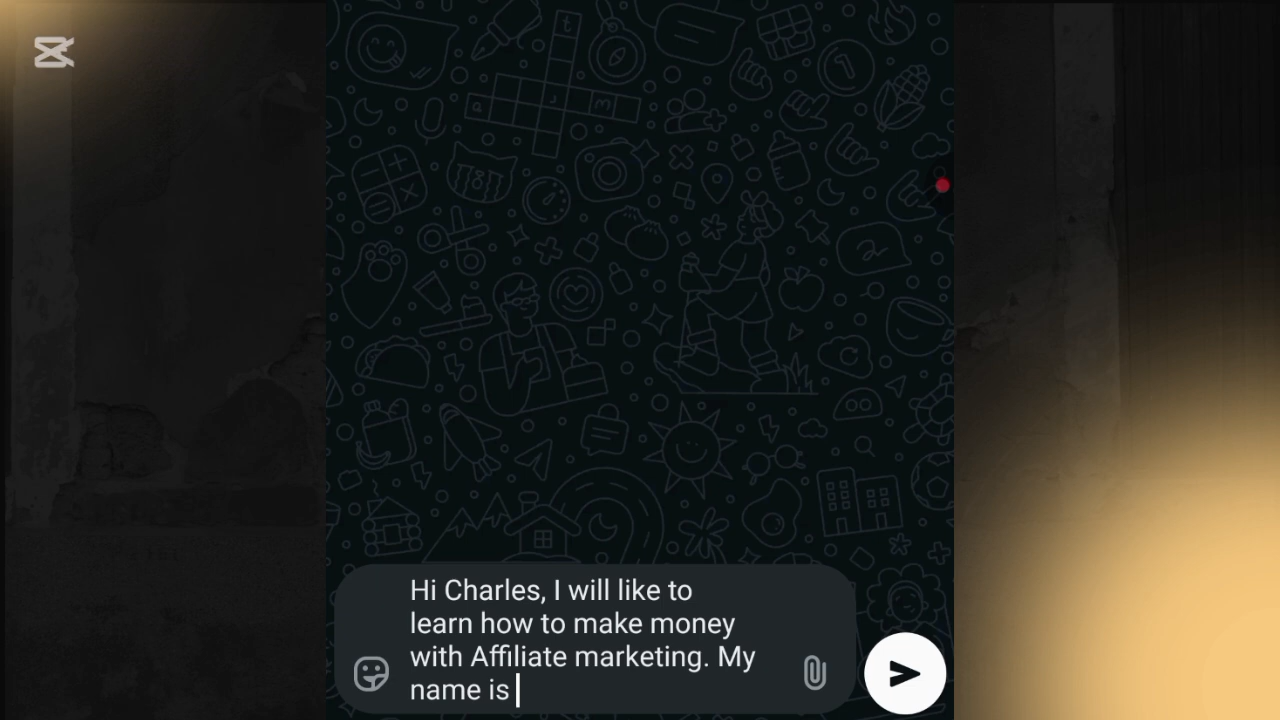 Hi Charles, I will like to
learn how to make money
with Affiliate marketing. My
name is